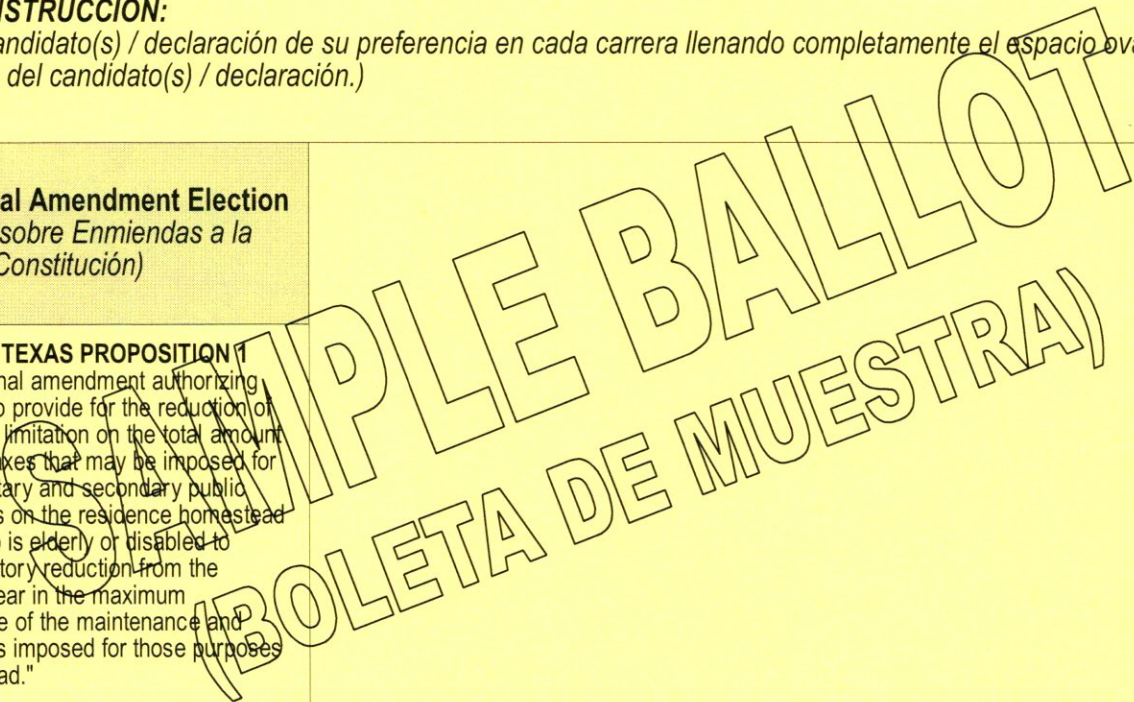 NSTRUCCIÓN:
andidato(s) / declaración de su preferencia en cada carrera llenando completamente el espacio ova
del candidato(s) / declaración.)
al Amendment Election
sobre Enmiendas a la
Constitución)
TEXAS PROPOSITION 1
nal amendment authorizing
o provide for the reduction of
limitation on the total amount
axes that may be imposed for
tary and secondary public
s on the residence homestead
o is elderly or disabled to
tory reduction from the
ear in the maximum
e of the maintenance and
s imposed for those purposes
ad."
SAMPLE BALLOT
(BOLETA DE MUESTRA)